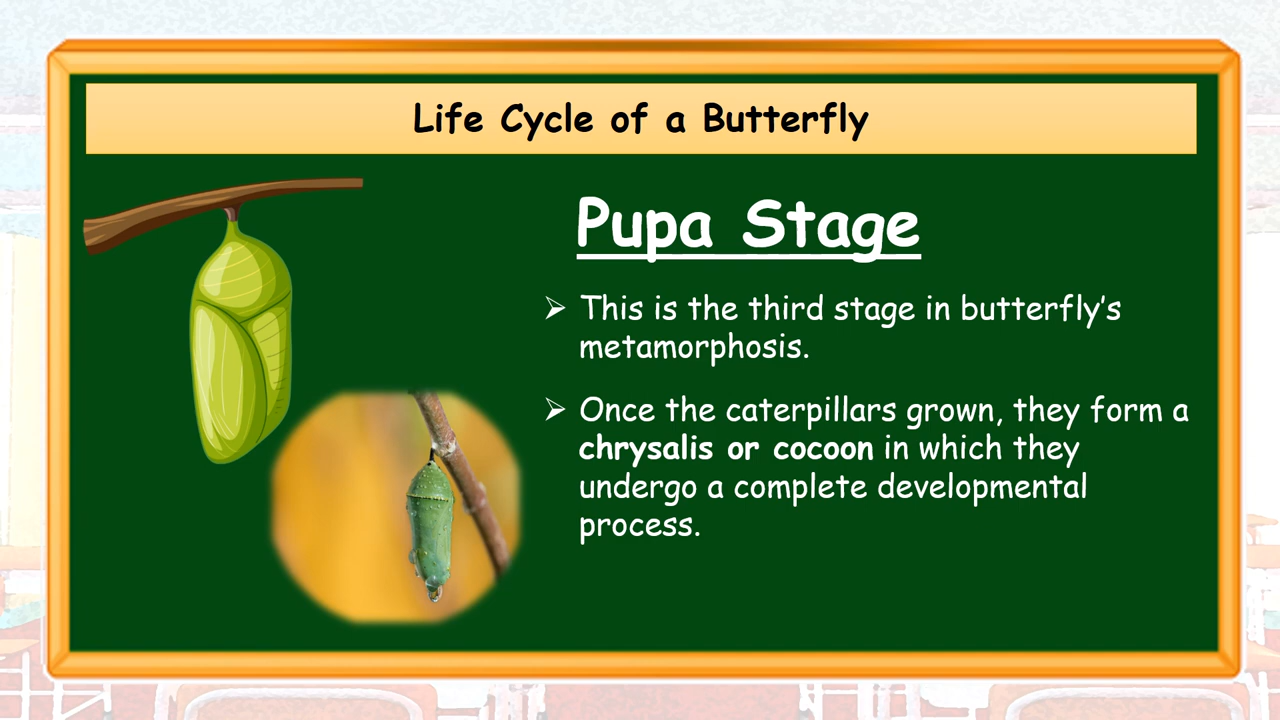 Life Cycle of a Butterfly
Pupa Stage
➢ This is the third stage in butterfly’s
metamorphosis.
➢ Once the caterpillars grown, they form a
chrysalis or cocoon in which they
undergo a complete developmental
process.